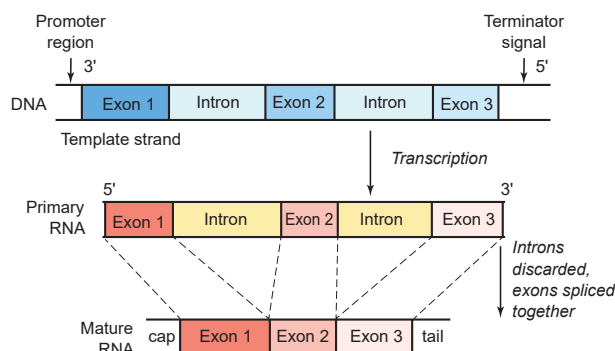 Promoter
region
Terminator
signal
3'
5'
DNA
Exon 1
Intron
Exon 2
Intron
Exon 3
Template strand
Transcription
5'
3'
Primary
RNA
Exon 1
Intron
Exon 2
Intron
Exon 3
Introns
discarded,
exons spliced
together
Mature
RNA
cap
Exon 1
Exon 2
Exon 3
tail